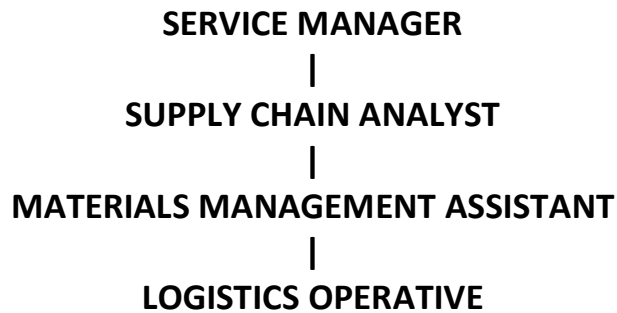 SERVICE MANAGER
|
SUPPLY CHAIN ANALYST
|
MATERIALS MANAGEMENT ASSISTANT
|
LOGISTICS OPERATIVE